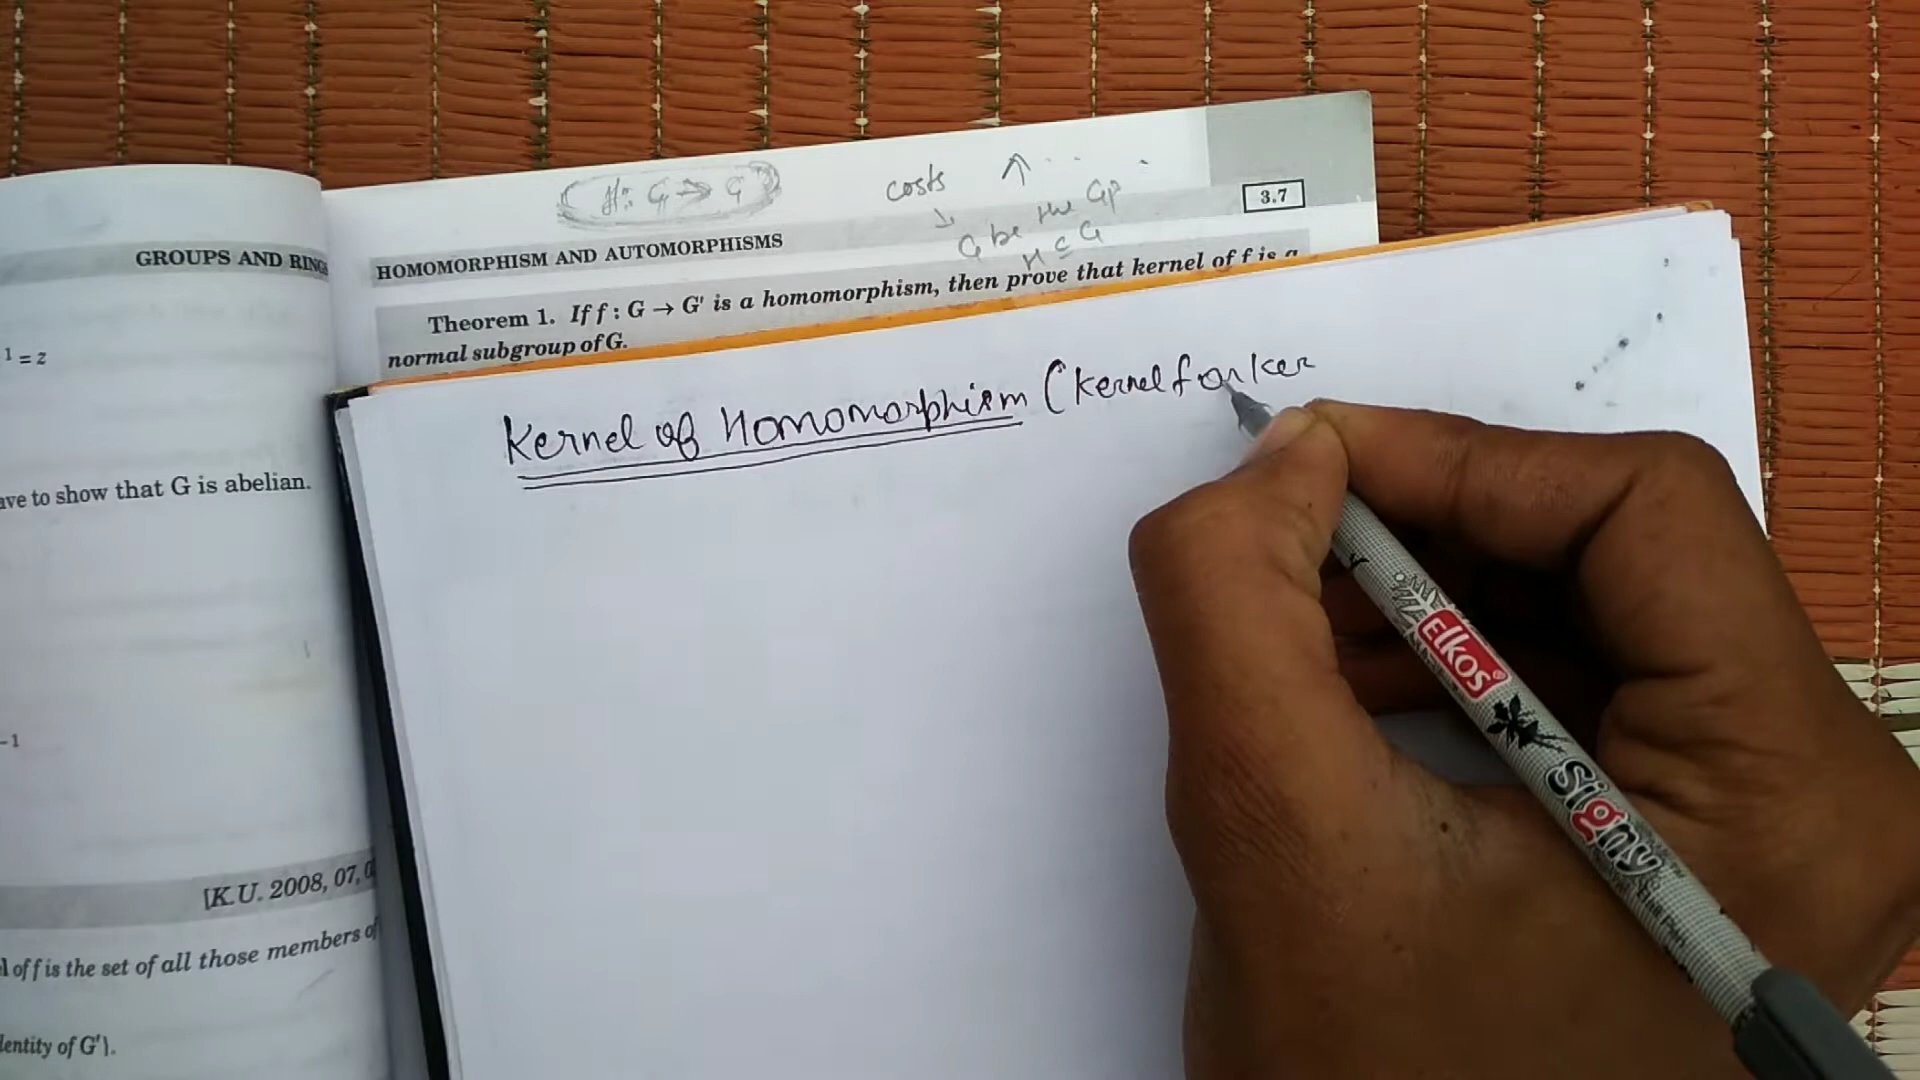 GROUPS AND RING
1 = z
ave to show that G is abelian.
-1
[K.U. 2008, 07, 0
l of f is the set of all those members of
dentity of G'}.
costs ↑
G be the Gp
H ⊆ G
3.7
HOMOMORPHISM AND AUTOMORPHISMS
Theorem 1. If f : G → G' is a homomorphism, then prove that kernel of f is a
normal subgroup of G.
Kernel of Homomorphism (Kernel f or ker
Elkos
Signy